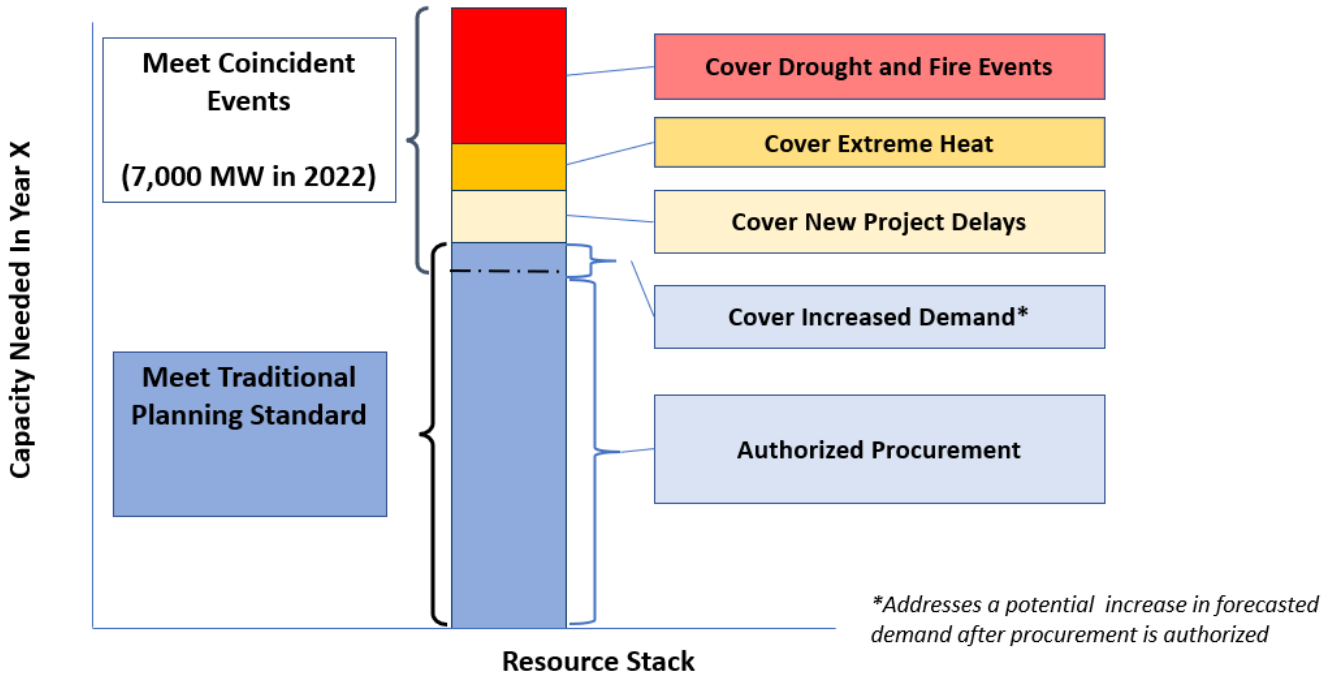 Capacity Needed In Year X
Meet Coincident
Events
(7,000 MW in 2022)
Meet Traditional
Planning Standard
Cover Drought and Fire Events
Cover Extreme Heat
Cover New Project Delays
Cover Increased Demand*
Authorized Procurement
*Addresses a potential increase in forecasted
demand after procurement is authorized
Resource Stack